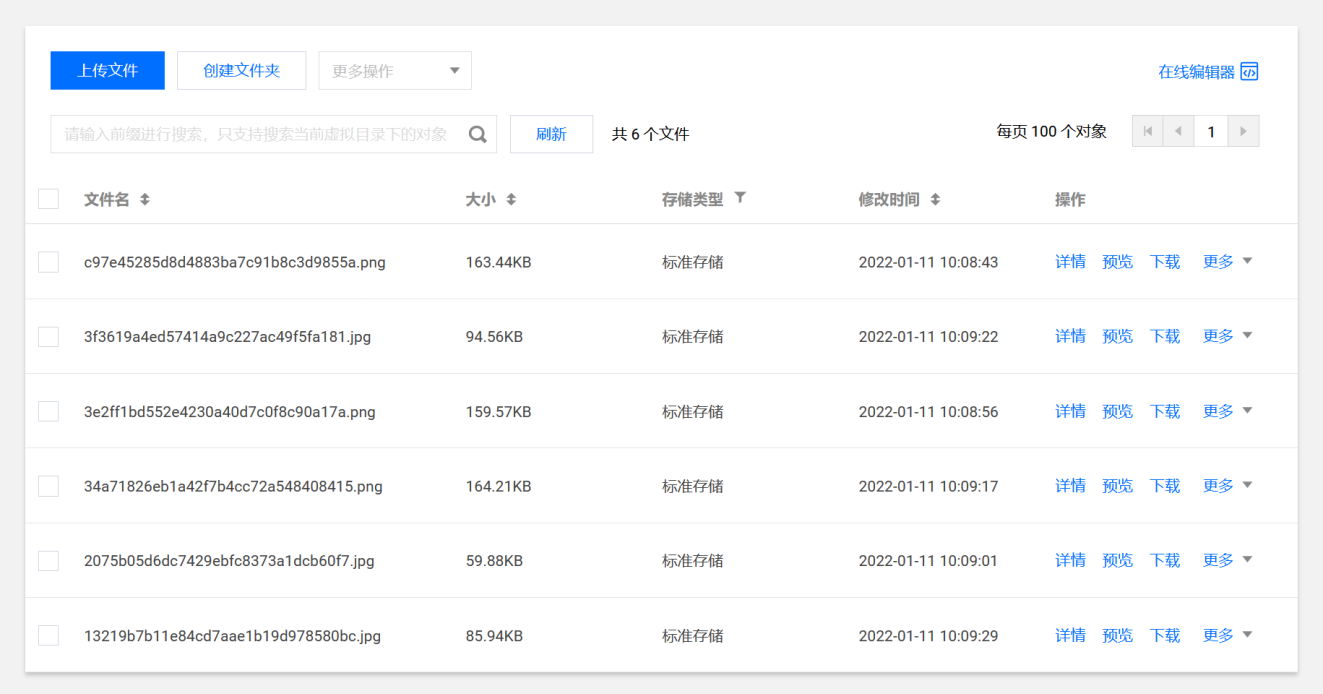 上传文件 创建文件夹 更多操作 在线编辑器
请输入前缀进行搜索，只支持搜索当前虚拟目录下的对象 刷新 共 6 个文件 每页 100 个对象 1
文件名 大小 存储类型 修改时间 操作
c97e45285d8d4883ba7c91b8c3d9855a.png 163.44KB 标准存储 2022-01-11 10:08:43 详情 预览 下载 更多
3f3619a4ed57414a9c227ac49f5fa181.jpg 94.56KB 标准存储 2022-01-11 10:09:22 详情 预览 下载 更多
3e2ff1bd552e4230a40d7c0f8c90a17a.png 159.57KB 标准存储 2022-01-11 10:08:56 详情 预览 下载 更多
34a71826eb1a42f7b4cc72a548408415.png 164.21KB 标准存储 2022-01-11 10:09:17 详情 预览 下载 更多
2075b05d6dc7429ebfc8373a1dcb60f7.jpg 59.88KB 标准存储 2022-01-11 10:09:01 详情 预览 下载 更多
13219b7b11e84cd7aae1b19d978580bc.jpg 85.94KB 标准存储 2022-01-11 10:09:29 详情 预览 下载 更多